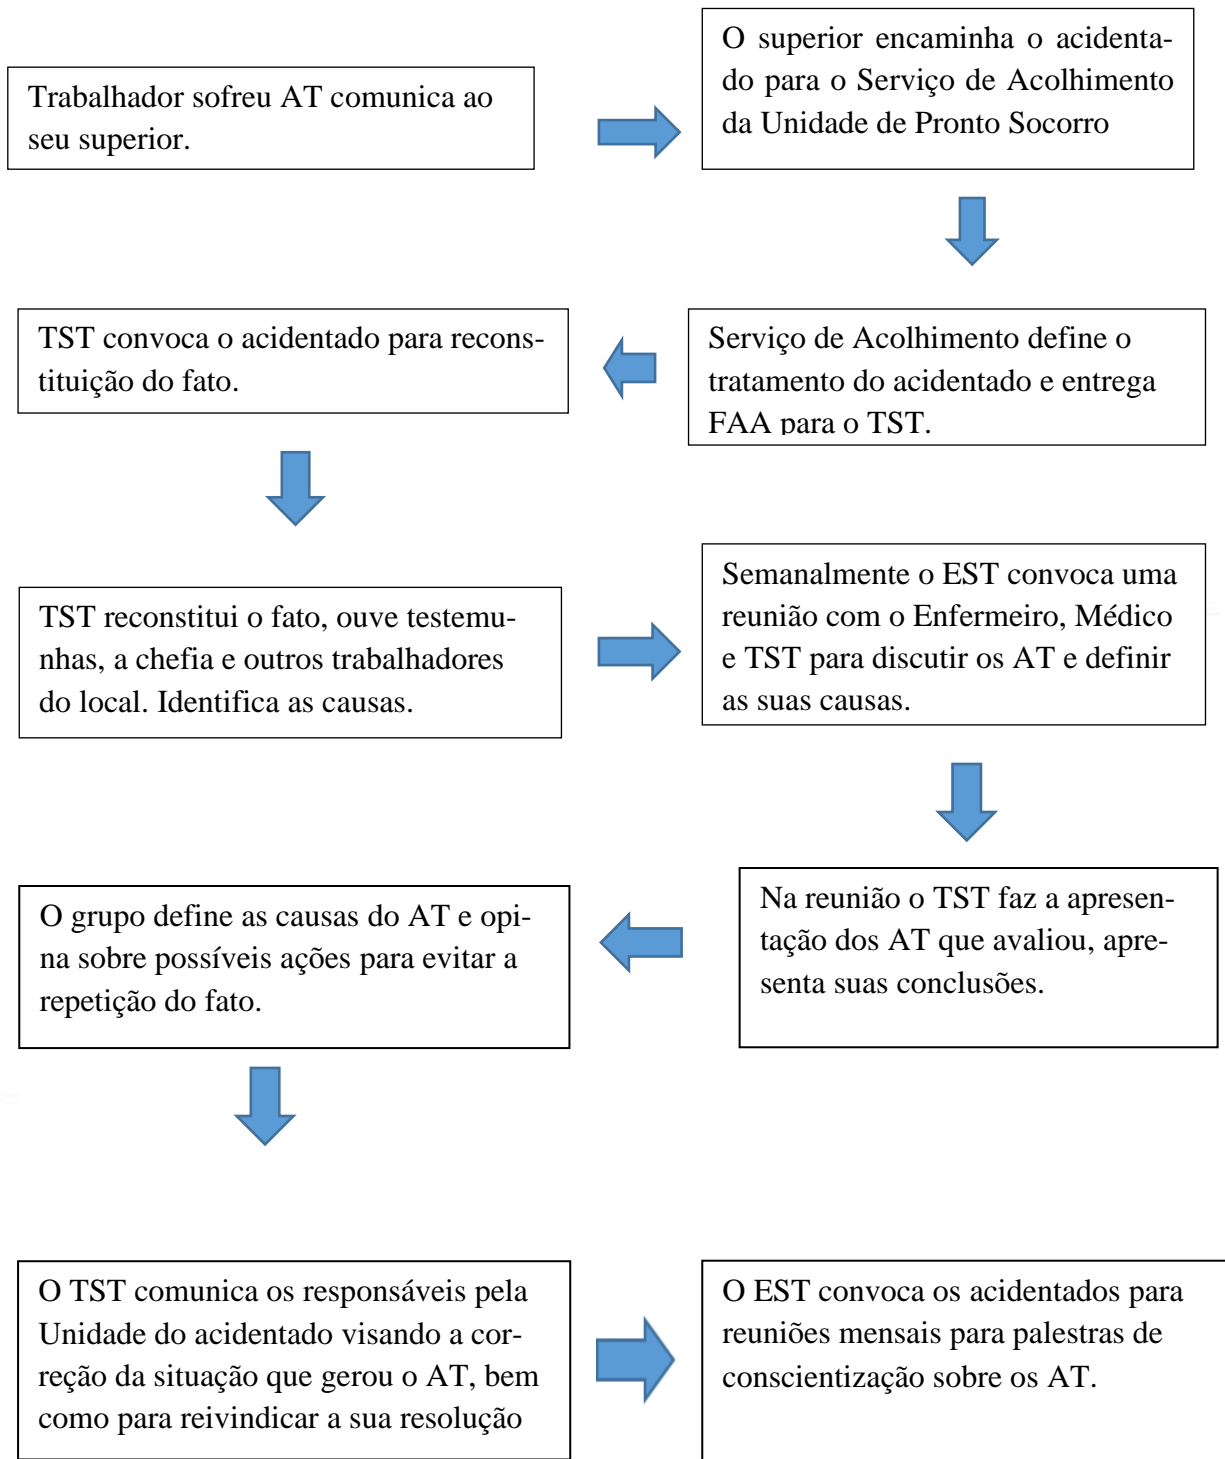 Trabalhador sofreu AT comunica ao
seu superior.
O superior encaminha o acidenta-
do para o Serviço de Acolhimento
da Unidade de Pronto Socorro
Serviço de Acolhimento define o
tratamento do acidentado e entrega
FAA para o TST.
TST convoca o acidentado para recons-
tituição do fato.
TST reconstitui o fato, ouve testemu-
nhas, a chefia e outros trabalhadores
do local. Identifica as causas.
Semanalmente o EST convoca uma
reunião com o Enfermeiro, Médico
e TST para discutir os AT e definir
as suas causas.
Na reunião o TST faz a apresen-
tação dos AT que avaliou, apre-
senta suas conclusões.
O grupo define as causas do AT e opi-
na sobre possíveis ações para evitar a
repetição do fato.
O TST comunica os responsáveis pela
Unidade do acidentado visando a cor-
reção da situação que gerou o AT, bem
como para reivindicar a sua resolução
O EST convoca os acidentados para
reuniões mensais para palestras de
conscientização sobre os AT.